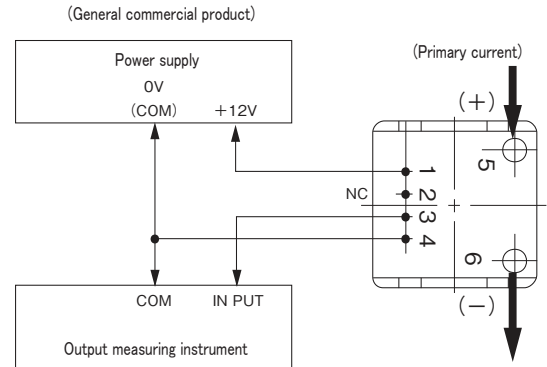 (General commercial product)
Power supply
0V
(COM)
+12V
(Primary current)
(+)
5
1
NC
2
3
4
6
(−)
COM
IN PUT
Output measuring instrument